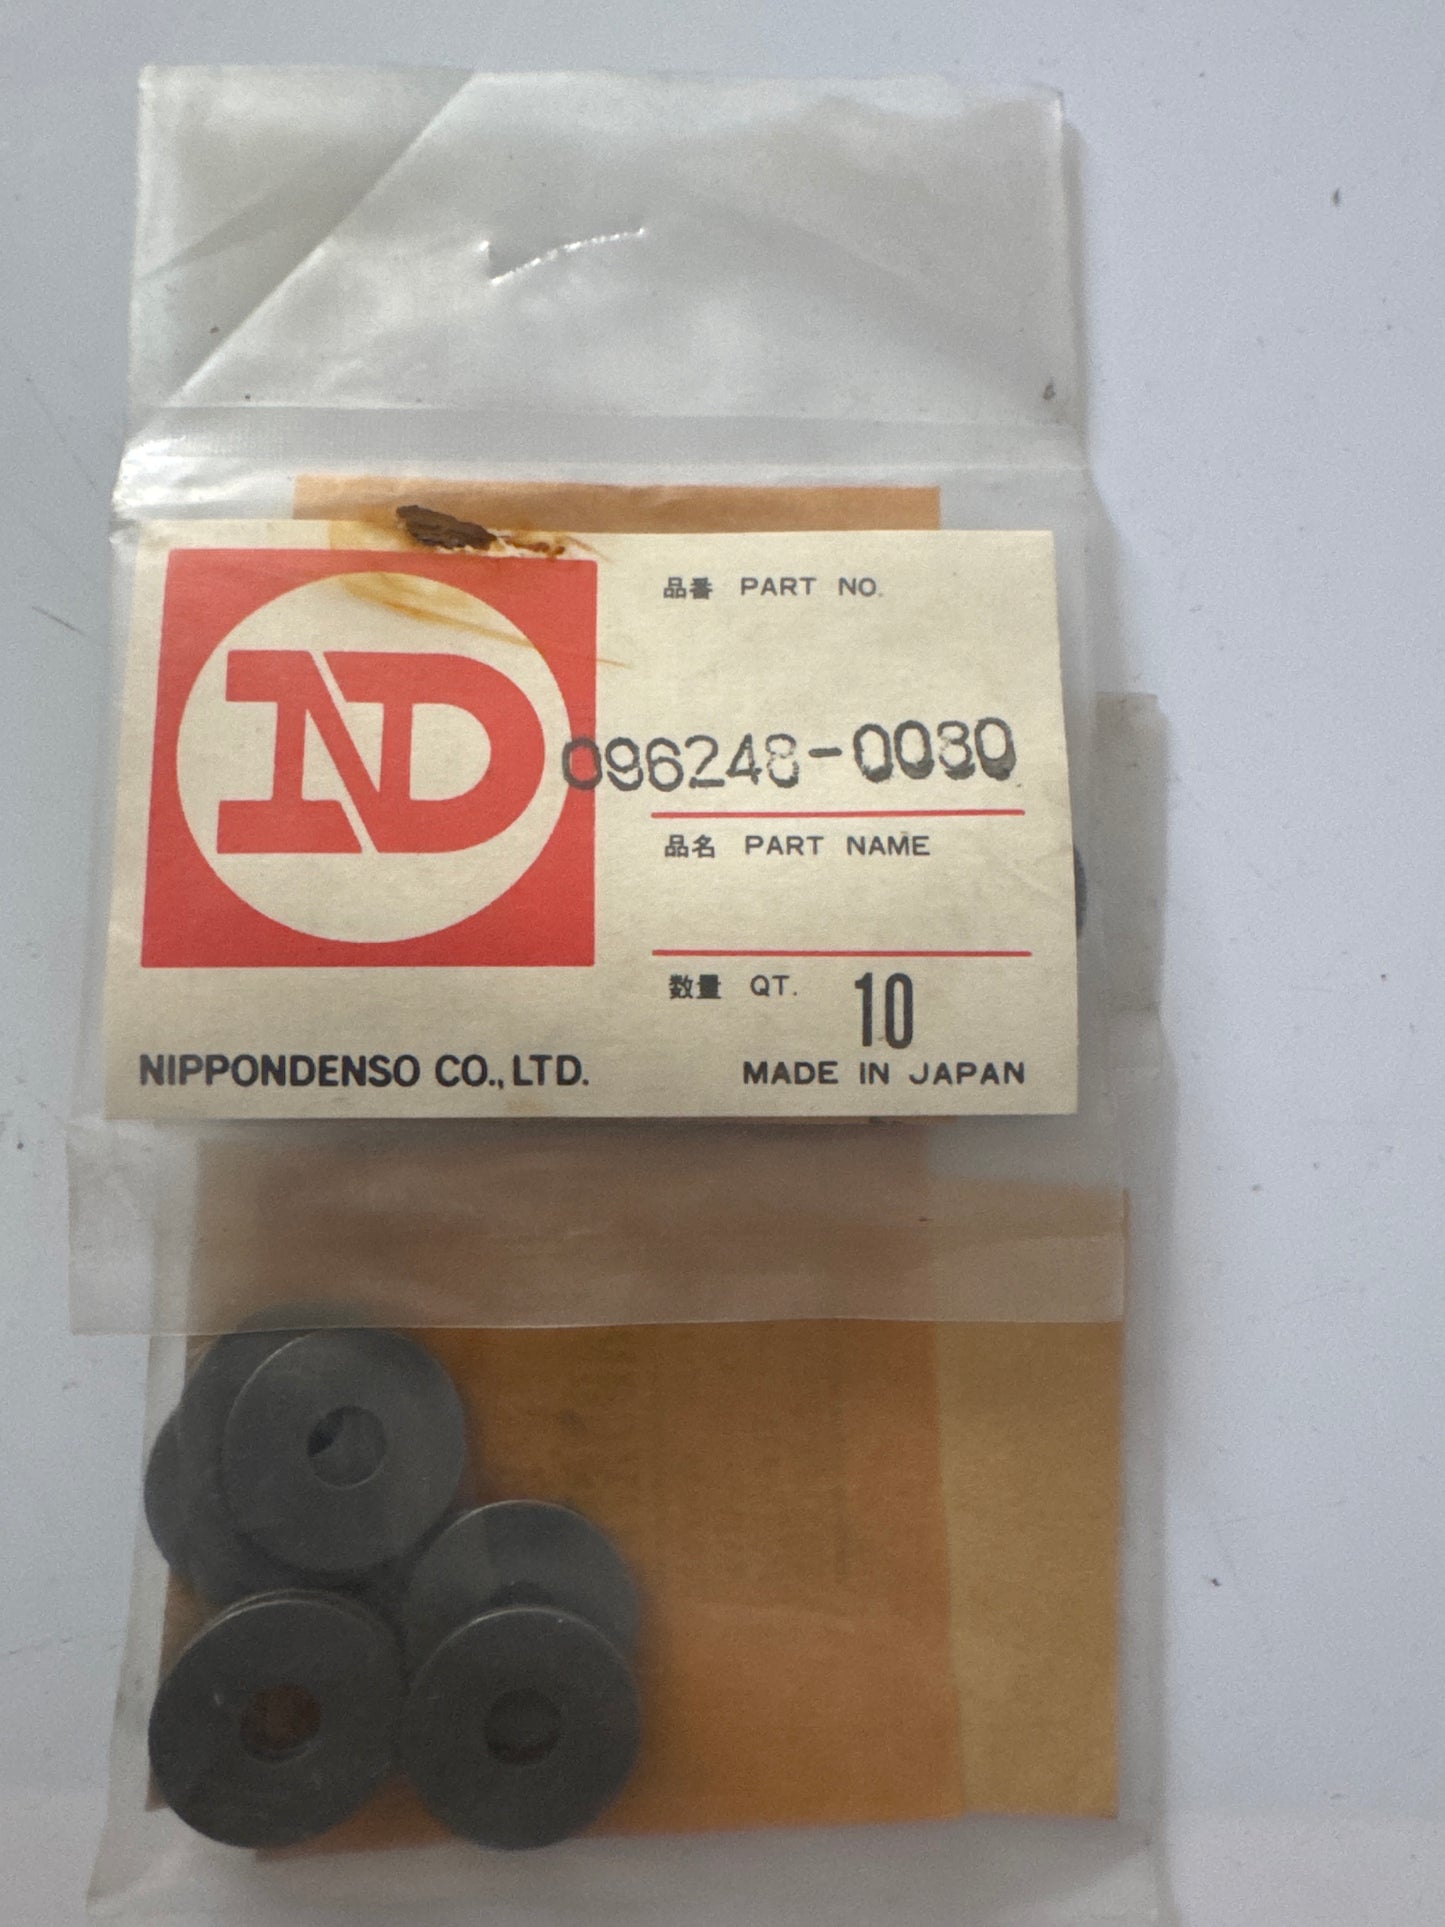 ND
品番 PART NO.
096248-0080
品名 PART NAME
数量 QT. 10
NIPPONDENSO CO., LTD.
MADE IN JAPAN